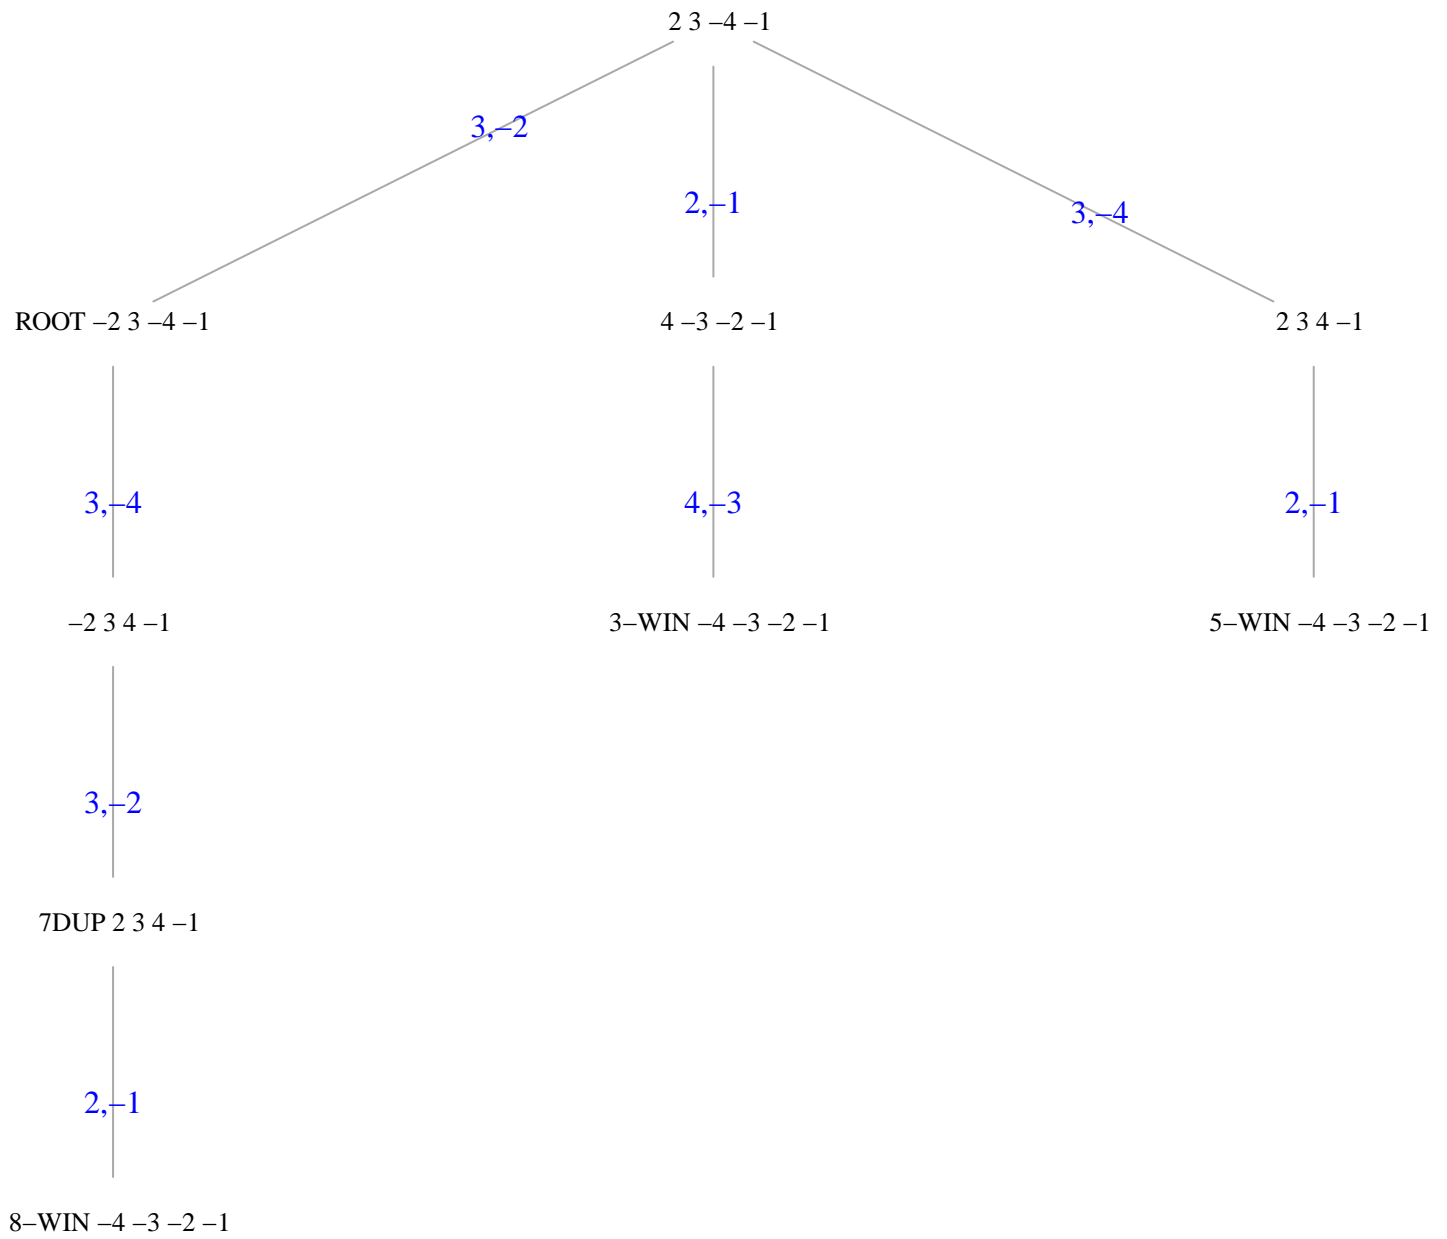 2 3 –4 –1
3,–2
2,–1
3,–4
ROOT –2 3 –4 –1
4 –3 –2 –1
2 3 4 –1
3,–4
4,–3
2,–1
–2 3 4 –1
3–WIN –4 –3 –2 –1
5–WIN –4 –3 –2 –1
3,–2
7DUP 2 3 4 –1
2,–1
8–WIN –4 –3 –2 –1